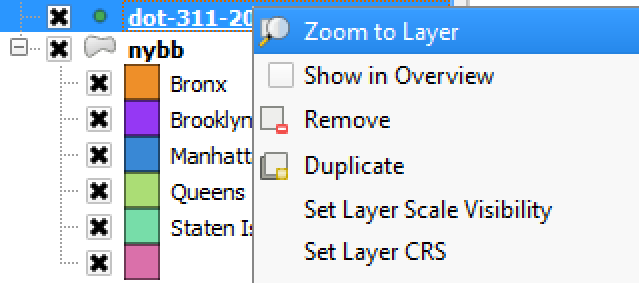 dot-311-20
Zoom to Layer
nybb
Show in Overview
Bronx
Remove
Brooklyn
Manhatt
Duplicate
Queens
Set Layer Scale Visibility
Staten Is
Set Layer CRS